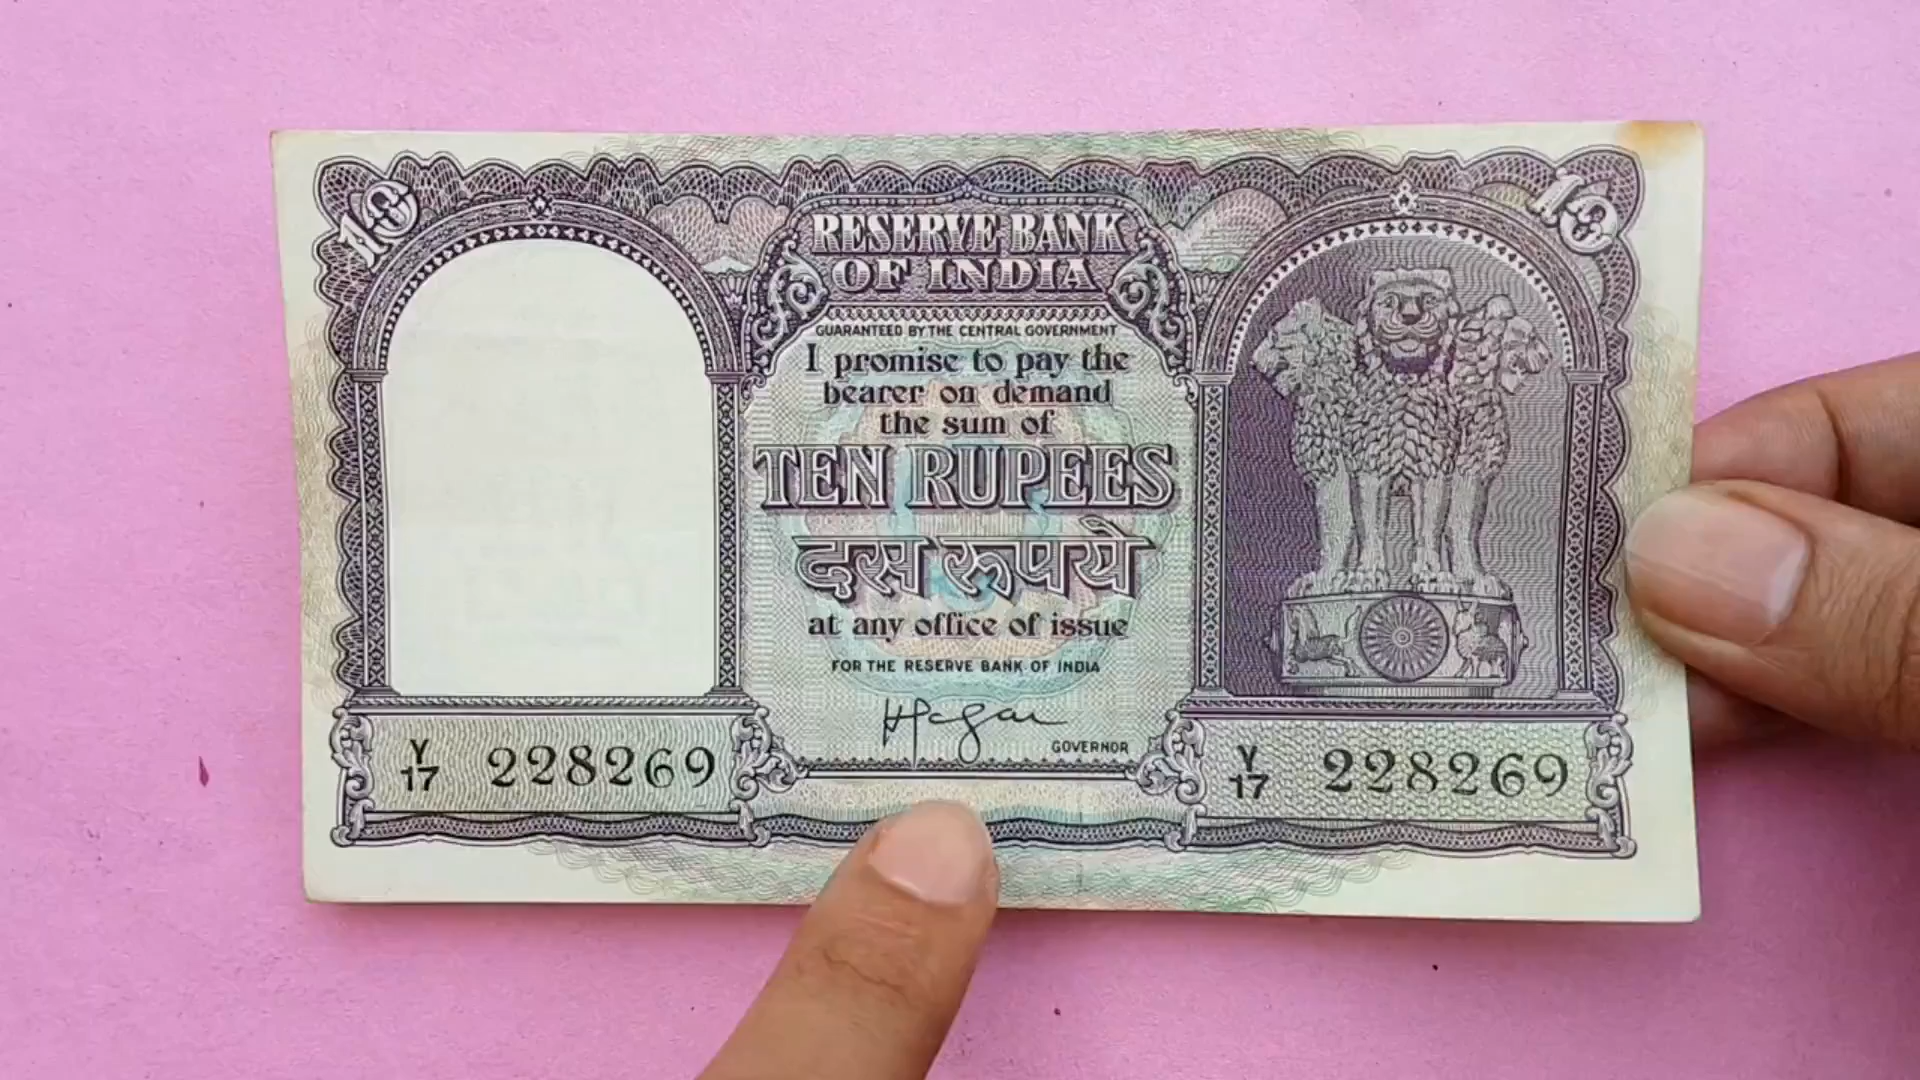 10
10
RESERVE BANK
OF INDIA
GUARANTEED BY THE CENTRAL GOVERNMENT
I promise to pay the
bearer on demand
the sum of
TEN RUPEES
दस रूपये
at any office of issue
FOR THE RESERVE BANK OF INDIA
GOVERNOR
Y
17 228269
Y
17 228269